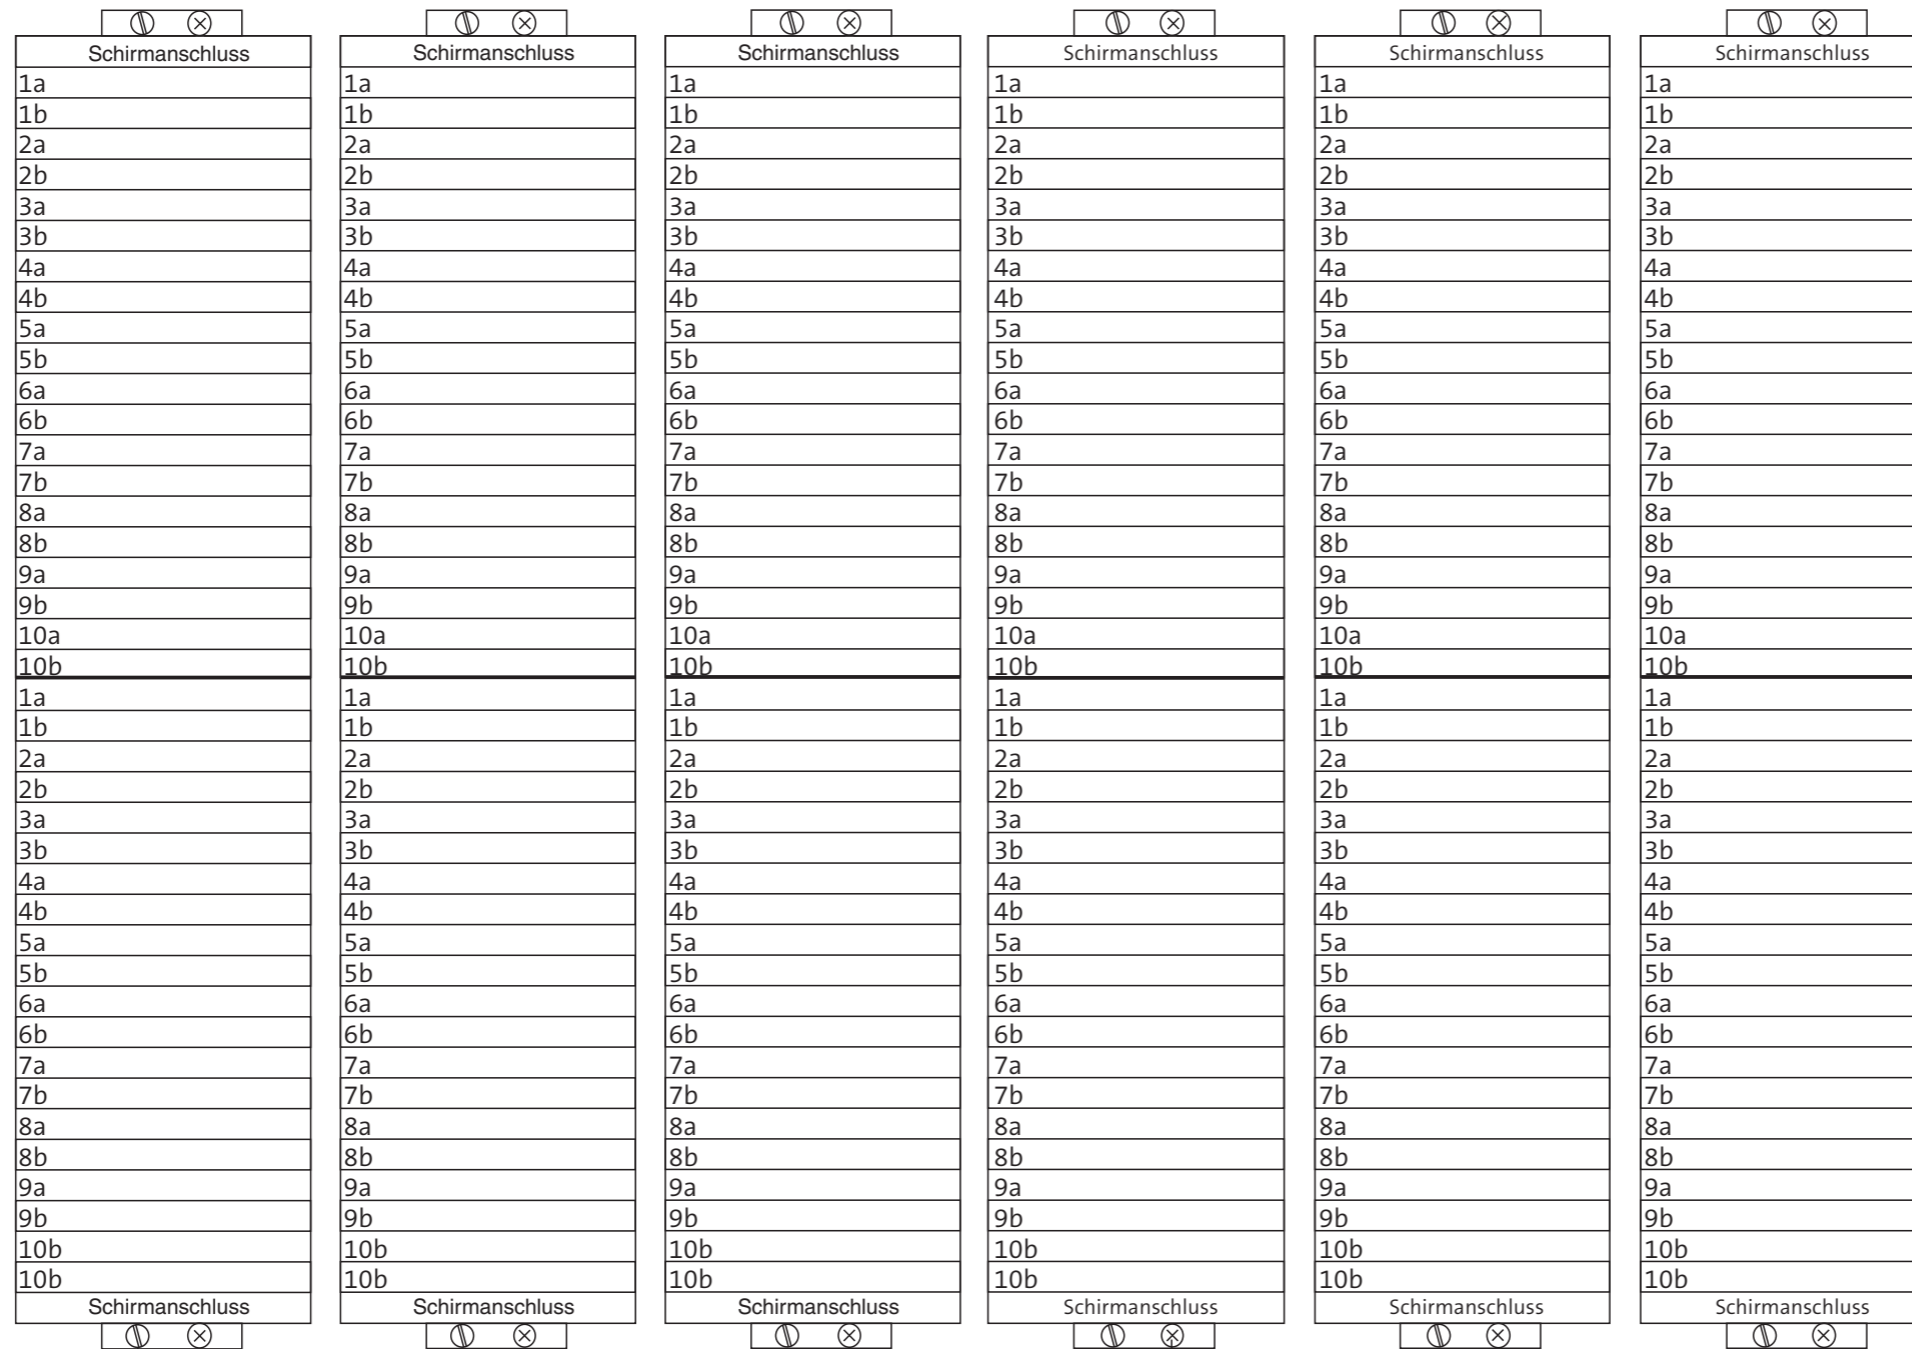 Schirmanschluss Schirmanschluss Schirmanschluss Schirmanschluss Schirmanschluss Schirmanschluss
1a 1a 1a 1a 1a 1a
1b 1b 1b 1b 1b 1b
2a 2a 2a 2a 2a 2a
2b 2b 2b 2b 2b 2b
3a 3a 3a 3a 3a 3a
3b 3b 3b 3b 3b 3b
4a 4a 4a 4a 4a 4a
4b 4b 4b 4b 4b 4b
5a 5a 5a 5a 5a 5a
5b 5b 5b 5b 5b 5b
6a 6a 6a 6a 6a 6a
6b 6b 6b 6b 6b 6b
7a 7a 7a 7a 7a 7a
7b 7b 7b 7b 7b 7b
8a 8a 8a 8a 8a 8a
8b 8b 8b 8b 8b 8b
9a 9a 9a 9a 9a 9a
9b 9b 9b 9b 9b 9b
10a 10a 10a 10a 10a 10a
10b 10b 10b 10b 10b 10b
1a 1a 1a 1a 1a 1a
1b 1b 1b 1b 1b 1b
2a 2a 2a 2a 2a 2a
2b 2b 2b 2b 2b 2b
3a 3a 3a 3a 3a 3a
3b 3b 3b 3b 3b 3b
4a 4a 4a 4a 4a 4a
4b 4b 4b 4b 4b 4b
5a 5a 5a 5a 5a 5a
5b 5b 5b 5b 5b 5b
6a 6a 6a 6a 6a 6a
6b 6b 6b 6b 6b 6b
7a 7a 7a 7a 7a 7a
7b 7b 7b 7b 7b 7b
8a 8a 8a 8a 8a 8a
8b 8b 8b 8b 8b 8b
9a 9a 9a 9a 9a 9a
9b 9b 9b 9b 9b 9b
10b 10b 10b 10b 10b 10b
10b 10b 10b 10b 10b 10b
Schirmanschluss Schirmanschluss Schirmanschluss Schirmanschluss Schirmanschluss Schirmanschluss